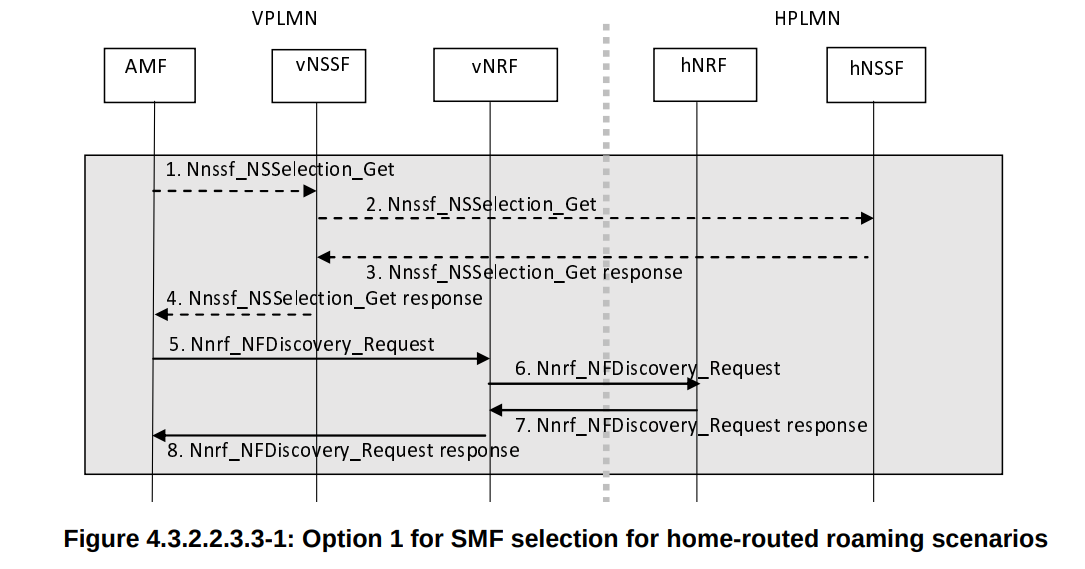 VPLMN
HPLMN
AMF
vNSSF
vNRF
hNRF
hNSSF
1. Nnssf_NSSelection_Get
2. Nnssf_NSSelection_Get
3. Nnssf_NSSelection_Get response
4. Nnssf_NSSelection_Get response
5. Nnrf_NFDiscovery_Request
6. Nnrf_NFDiscovery_Request
7. Nnrf_NFDiscovery_Request response
8. Nnrf_NFDiscovery_Request response
Figure 4.3.2.2.3.3-1: Option 1 for SMF selection for home-routed roaming scenarios